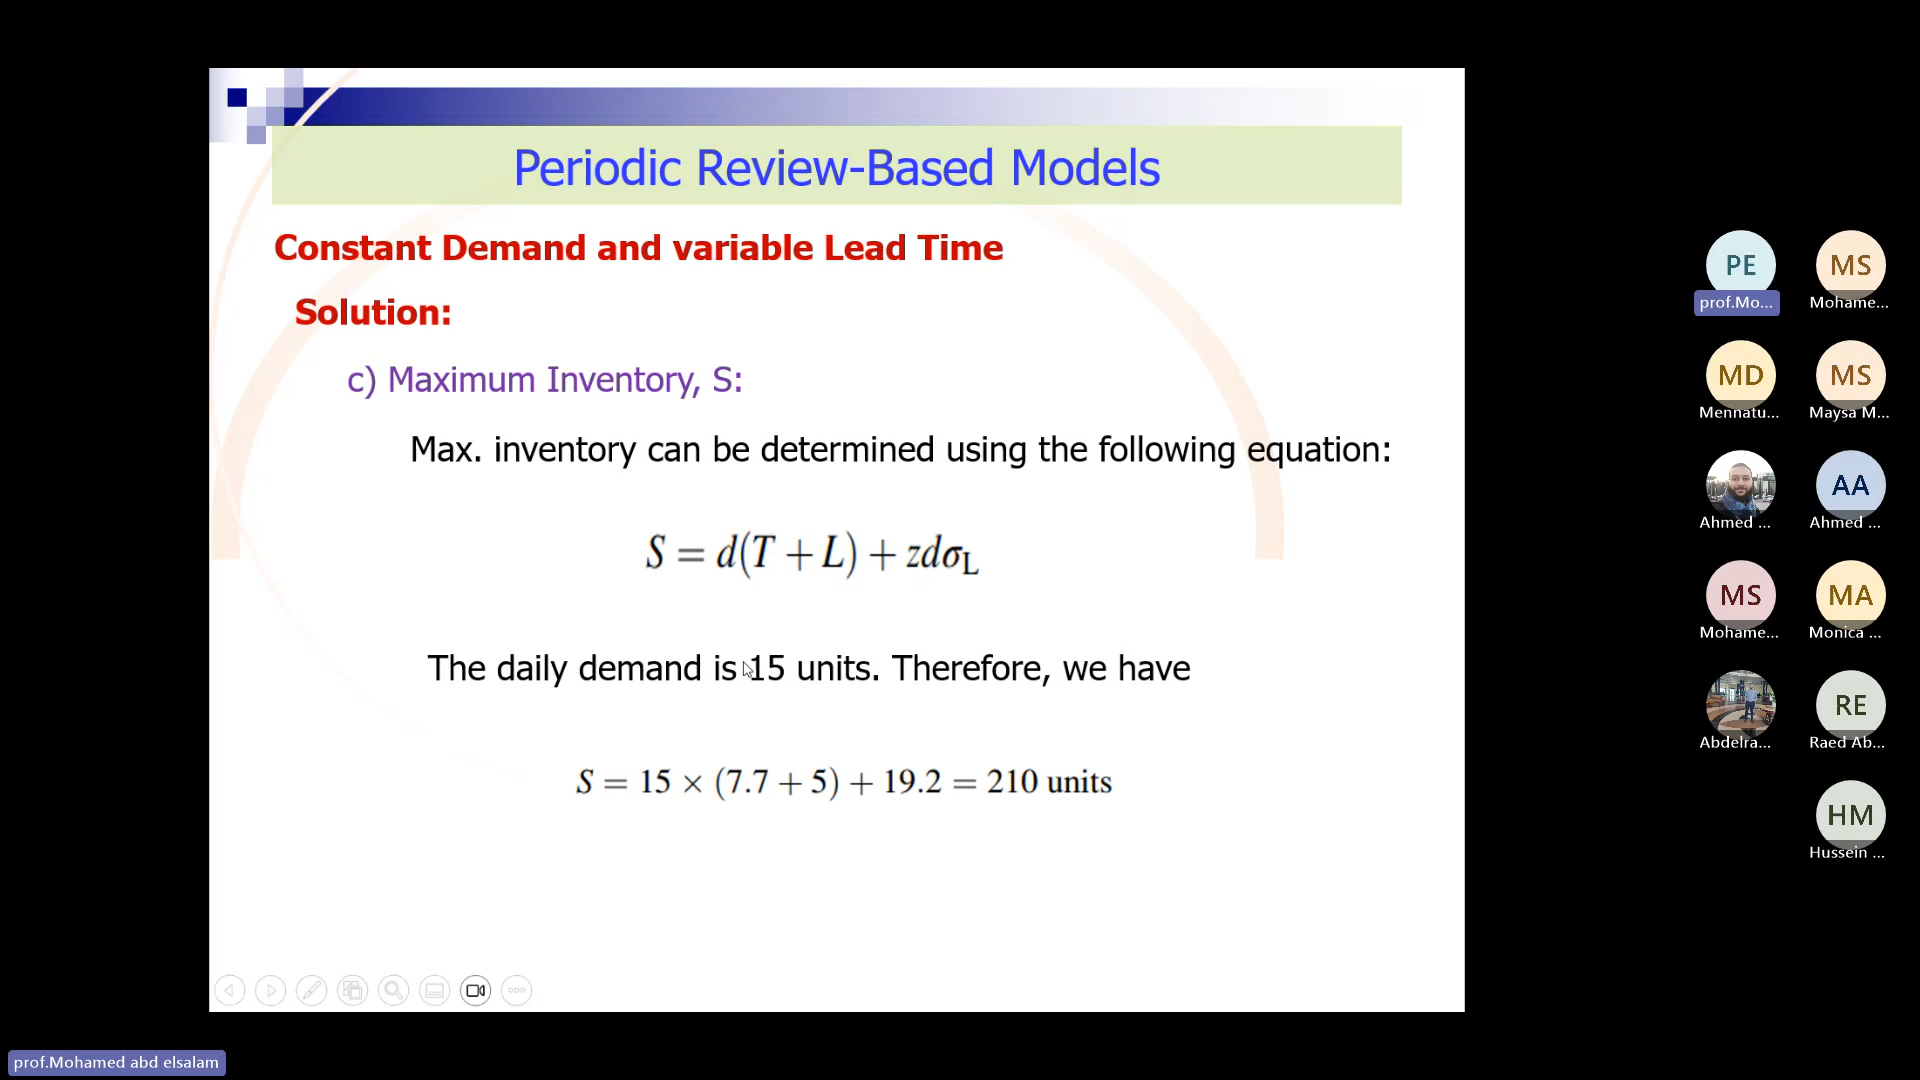 Periodic Review-Based Models
Constant Demand and variable Lead Time
Solution:
c) Maximum Inventory, S:
Max. inventory can be determined using the following equation:
S = d(T + L) + zdσL
The daily demand is 15 units. Therefore, we have
S = 15 × (7.7 + 5) + 19.2 = 210 units
PE
prof.Mo...
MS
Mohame...
MD
Mennatu...
MS
Maysa M...
Ahmed ...
AA
Ahmed ...
MS
Mohame...
MA
Monica ...
Abdelra...
RE
Raed Ab...
HM
Hussein ...
prof.Mohamed abd elsalam